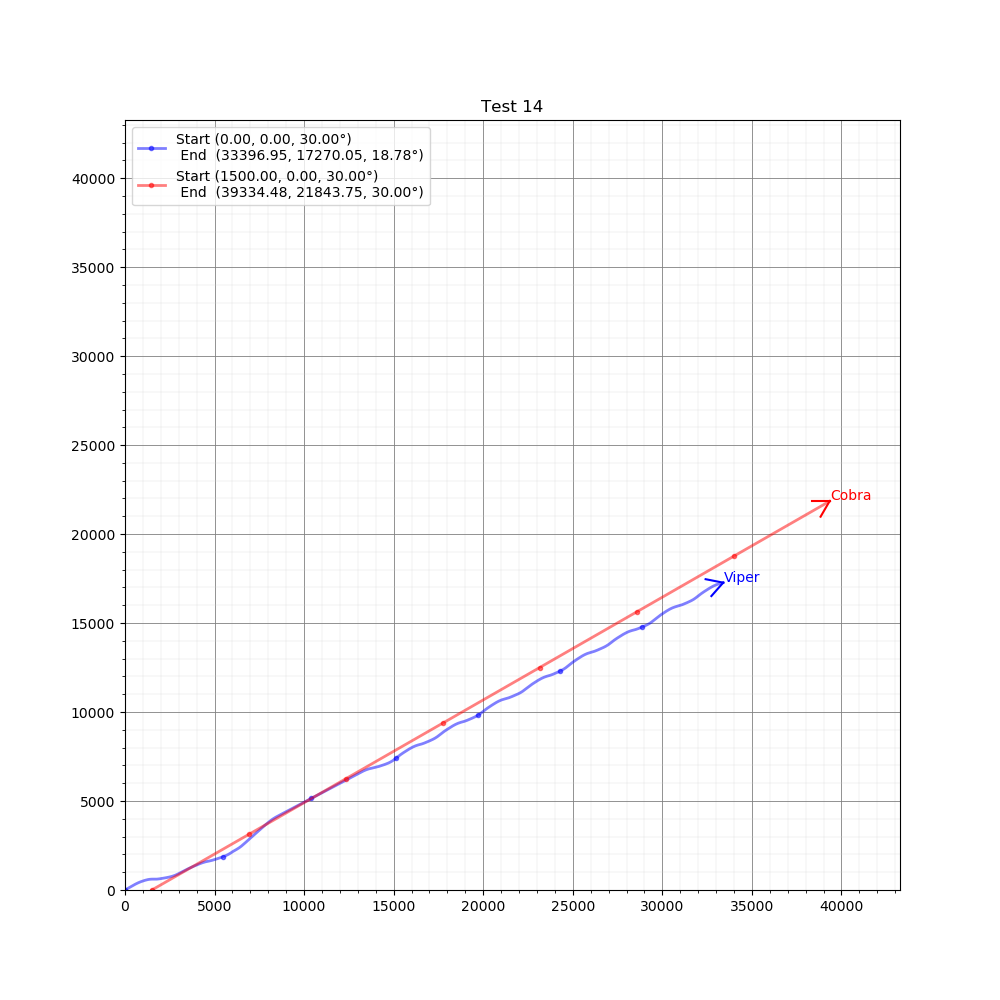 Test 14
Start (0.00, 0.00, 30.00°)
End (33396.95, 17270.05, 18.78°)
Start (1500.00, 0.00, 30.00°)
End (39334.48, 21843.75, 30.00°)
40000
35000
30000
25000
20000
15000
10000
5000
0
Cobra
Viper
0 5000 10000 15000 20000 25000 30000 35000 40000